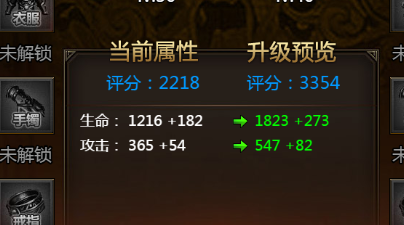 衣服
当前属性 升级预览
未解锁
评分：2218 评分：3354
手镯
生命： 1216 +182 1823 +273
攻击： 365 +54 547 +82
未解锁
戒指